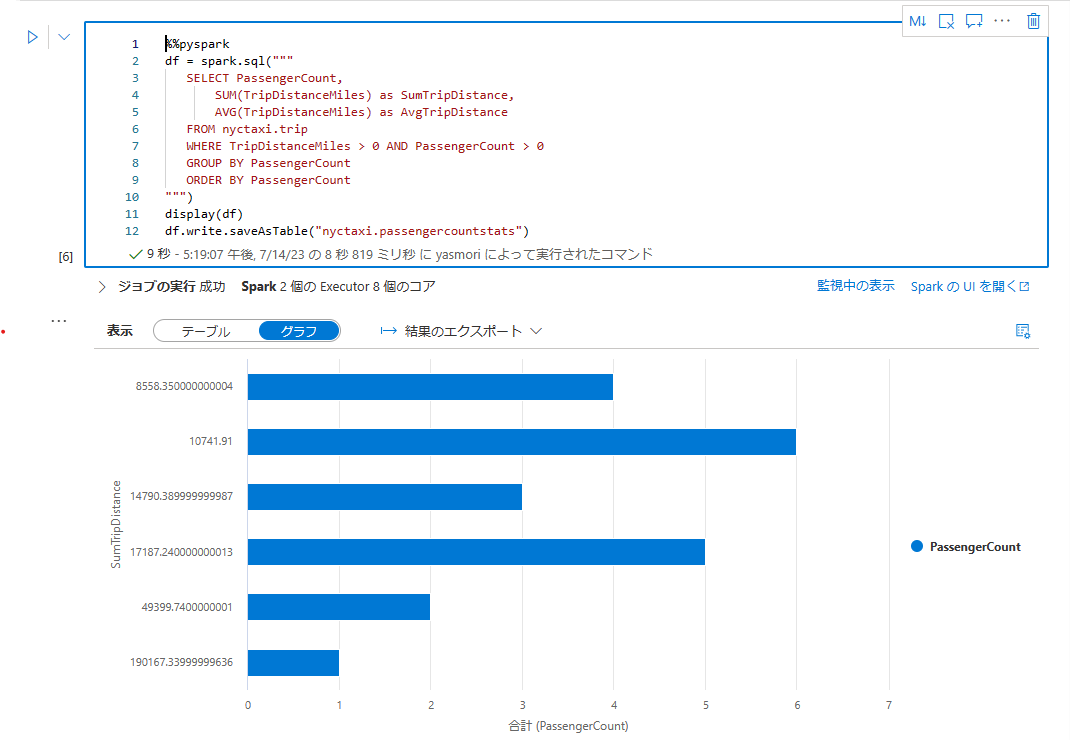 M↓
1 %%pyspark
2 df = spark.sql("""
3 SELECT PassengerCount,
4 SUM(TripDistanceMiles) as SumTripDistance,
5 AVG(TripDistanceMiles) as AvgTripDistance
6 FROM nyctaxi.trip
7 WHERE TripDistanceMiles > 0 AND PassengerCount > 0
8 GROUP BY PassengerCount
9 ORDER BY PassengerCount
10 """)
11 display(df)
12 df.write.saveAsTable("nyctaxi.passengercountstats")
[6] 9 秒 - 5:19:07 午後, 7/14/23 の 8 秒 819 ミリ秒 に yasmori によって実行されたコマンド
ジョブの実行 成功 Spark 2 個の Executor 8 個のコア 監視中の表示 Spark の UI を開く
表示 テーブル グラフ 結果のエクスポート
8558.350000000004
10741.91
14790.389999999987
17187.240000000013
49399.7400000001
190167.33999999636
SumTripDistance
PassengerCount
0 1 2 3 4 5 6 7
合計 (PassengerCount)